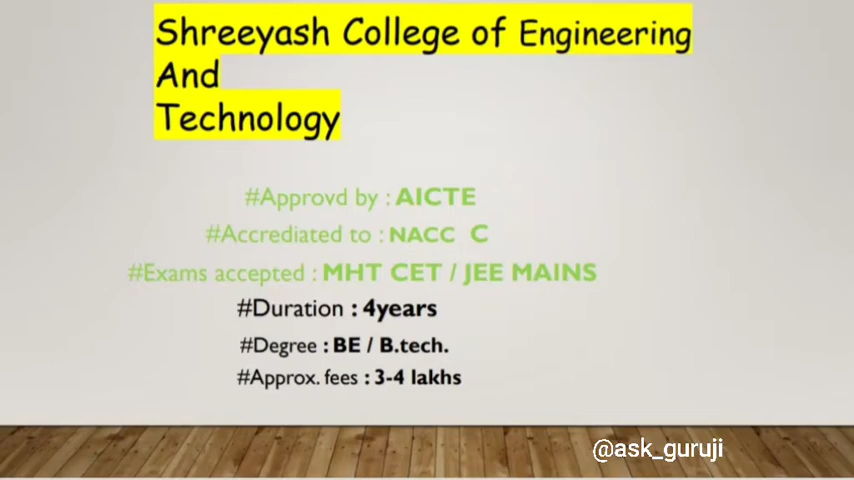 Shreeyash College of Engineering
And
Technology
#Approvd by : AICTE
#Accrediated to : NACC C
#Exams accepted : MHT CET / JEE MAINS
#Duration : 4years
#Degree : BE / B.tech.
#Approx. fees : 3-4 lakhs
@ask_guruji